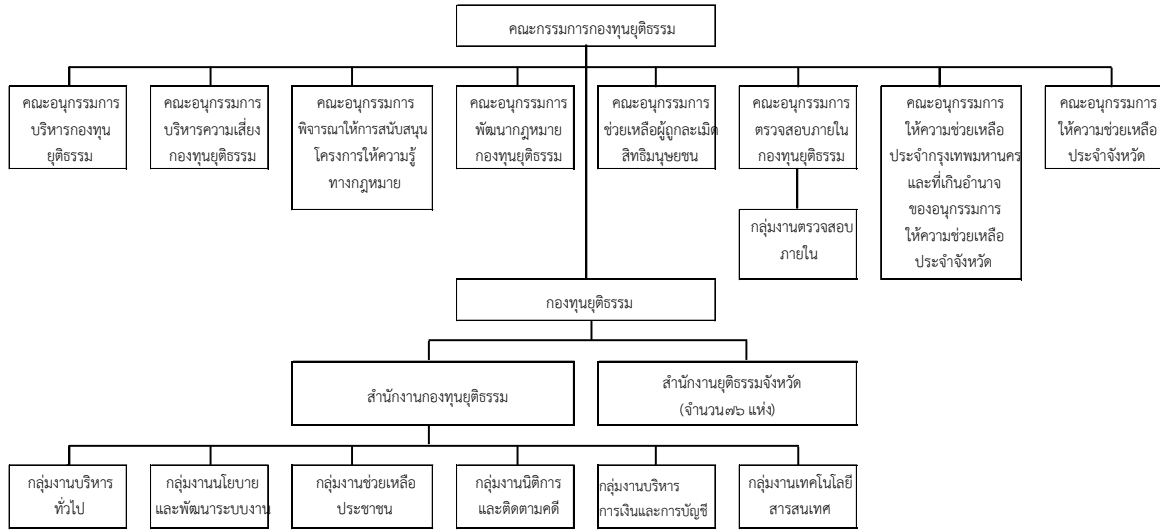 คณะกรรมการกองทุนยุติธรรม
คณะอนุกรรมการ
บริหารกองทุน
ยุติธรรม
คณะอนุกรรมการ
บริหารความเสี่ยง
กองทุนยุติธรรม
คณะอนุกรรมการ
พิจารณาให้การสนับสนุน
โครงการให้ความรู้
ทางกฎหมาย
คณะอนุกรรมการ
พัฒนากฎหมาย
กองทุนยุติธรรม
คณะอนุกรรมการ
ช่วยเหลือผู้ถูกละเมิด
สิทธิมนุษยชน
คณะอนุกรรมการ
ตรวจสอบภายใน
กองทุนยุติธรรม
คณะอนุกรรมการ
ให้ความช่วยเหลือ
ประจำกรุงเทพมหานคร
และที่เกินอำนาจ
ของอนุกรรมการ
ให้ความช่วยเหลือ
ประจำจังหวัด
คณะอนุกรรมการ
ให้ความช่วยเหลือ
ประจำจังหวัด
กลุ่มงานตรวจสอบ
ภายใน
กองทุนยุติธรรม
สำนักงานกองทุนยุติธรรม
สำนักงานยุติธรรมจังหวัด
(จำนวน๗๖ แห่ง)
กลุ่มงานบริหาร
ทั่วไป
กลุ่มงานนโยบาย
และพัฒนาระบบงาน
กลุ่มงานช่วยเหลือ
ประชาชน
กลุ่มงานนิติการ
และติดตามคดี
กลุ่มงานบริหาร
การเงินและการบัญชี
กลุ่มงานเทคโนโลยี
สารสนเทศ